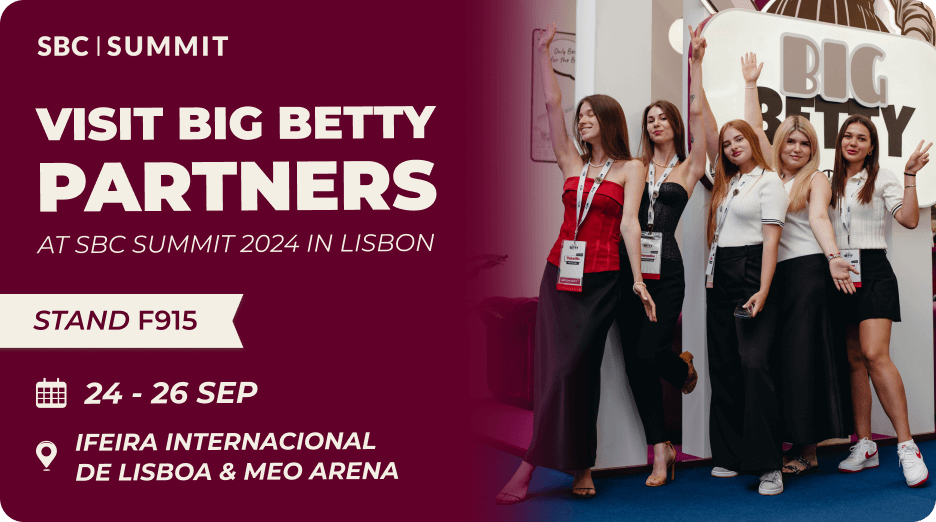 SBC | SUMMIT
VISIT BIG BETTY
PARTNERS
AT SBC SUMMIT 2024 IN LISBON
STAND F915
24 - 26 SEP
IFEIRA INTERNACIONAL
DE LISBOA & MEO ARENA
BIG
BETTY